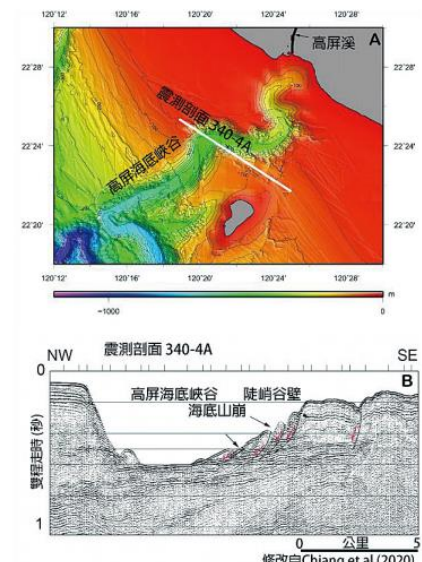 120°12' 120°16' 120°20' 120°24' 120°28'
高屏溪 A
22°28' 22°28'
震測剖面 340-4A
22°24' 22°24'
高屏海底峽谷
22°20' 22°20'
120°12' 120°16' 120°20' 120°24' 120°28'
m
-1000 0
震測剖面 340-4A
NW SE
0 B
高屏海底峽谷 陡峭谷壁
海底山崩
雙程走時 (秒)
1
0 公里 5
修改自Chiang et al.(2020)